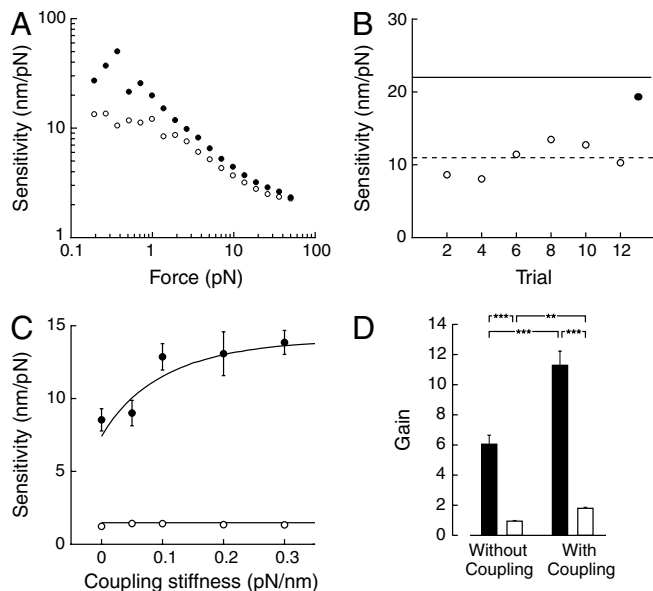 A
Sensitivity (nm/pN)
100
10
1
0.1 1 10 100
Force (pN)
B
Sensitivity (nm/pN)
30
20
10
0
2 4 6 8 10 12
Trial
C
Sensitivity (nm/pN)
15
10
5
0
0 0.1 0.2 0.3
Coupling stiffness (pN/nm)
D
Gain
14
12
10
8
6
4
2
0
*** **
*** ***
Without With
Coupling Coupling